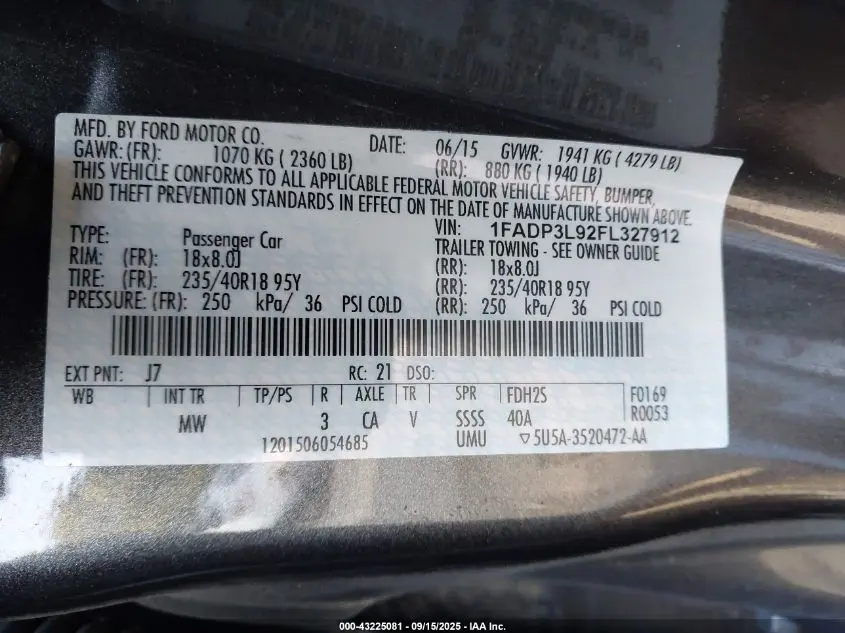 MFD. BY FORD MOTOR CO. DATE: 06/15 GVWR: 1941 KG ( 4279 LB)
GAWR: (FR): 1070 KG ( 2360 LB) (RR): 880 KG ( 1940 LB)
THIS VEHICLE CONFORMS TO ALL APPLICABLE FEDERAL MOTOR VEHICLE SAFETY, BUMPER,
AND THEFT PREVENTION STANDARDS IN EFFECT ON THE DATE OF MANUFACTURE SHOWN ABOVE.
VIN: 1FADP3L92FL327912
TYPE: Passenger Car TRAILER TOWING - SEE OWNER GUIDE
RIM: (FR): 18x8.0J (RR): 18x8.0J
TIRE: (FR): 235/40R18 95Y (RR): 235/40R18 95Y
PRESSURE: (FR): 250 kPa/ 36 PSI COLD (RR): 250 kPa/ 36 PSI COLD
EXT PNT: J7 RC: 21 DSO:
WB INT TR TP/PS R AXLE TR SPR FDH2S F0169
MW 3 CA V SSSS 40A R0053
1201506054685 UMU ▽5U5A-3520472-AA
000-43225081 - 09/15/2025 - IAA Inc.